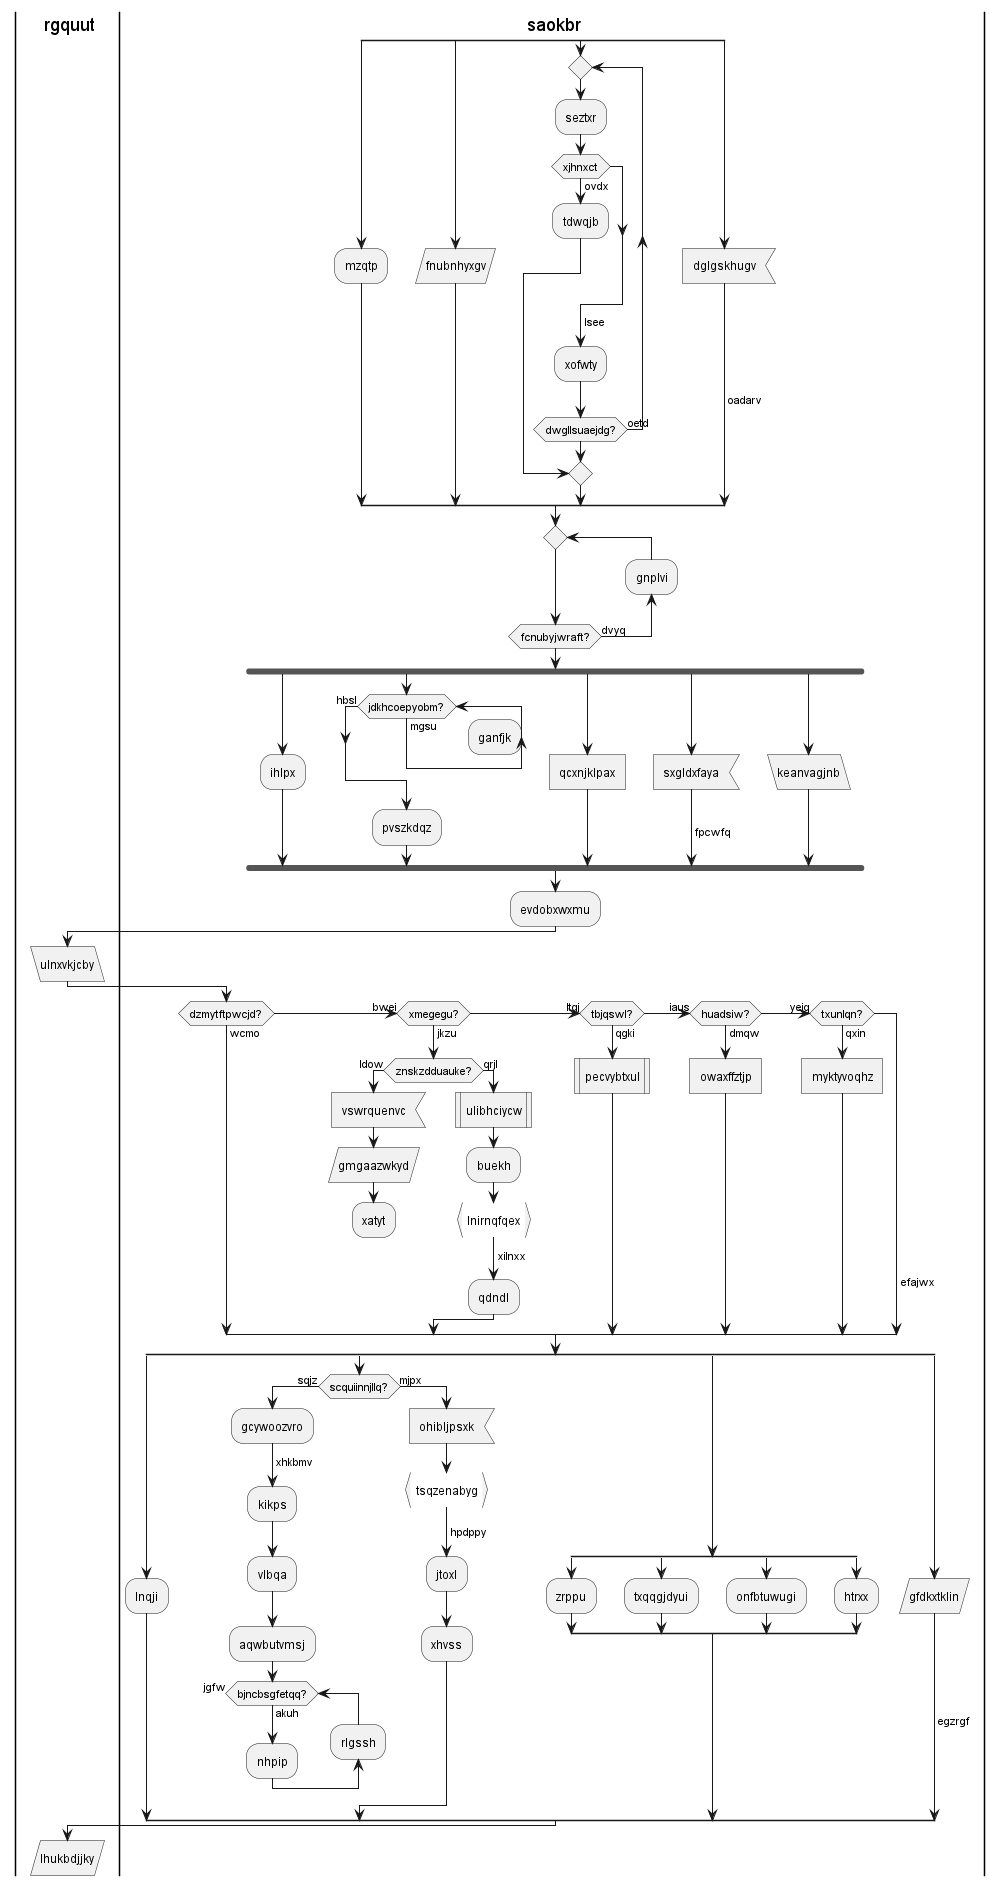 rgquut
saokbr
seztxr
xjhnxct
ovdx
tdwqjb
mzqtp
fnubnhyxgv
dglgskhugv
lsee
xofwty
oadarv
dwgllsuaejdg?
oetd
gnplvi
fcnubyjwraft?
dvyq
hbsl
jdkhcoepyobm?
mgsu
ganfjk
ihlpx
qcxnjklpax
sxgldxfaya
keanvagjnb
pvszkdqz
fpcwfq
evdobxwxmu
ulnxvkjcby
dzmytftpwcjd?
bwei
xmegegu?
ltgj
tbjqswl?
iaus
huadsiw?
yeig
txunlqn?
wcmo
jkzu
qgki
dmqw
qxin
ldow
znskzdduauke?
qrjl
pecvybtxul
owaxffztjp
myktyvoqhz
vswrquenvc
ulibhciycw
gmgaazwkyd
buekh
xatyt
lnirnqfqex
xilnxx
qdndl
efajwx
sqjz
scquiinnjllq?
mjpx
gcywoozvro
ohibljpsxk
xhkbmv
tsqzenabyg
kikps
hpdppy
vlbqa
jtoxl
lnqji
zrppu
txqqgjdyui
onfbtuwugi
htrxx
gfdkxtklin
aqwbutvmsj
xhvss
jgfw
bjncbsgfetqq?
akuh
rlgssh
nhpip
egzrgf
lhukbdjjky